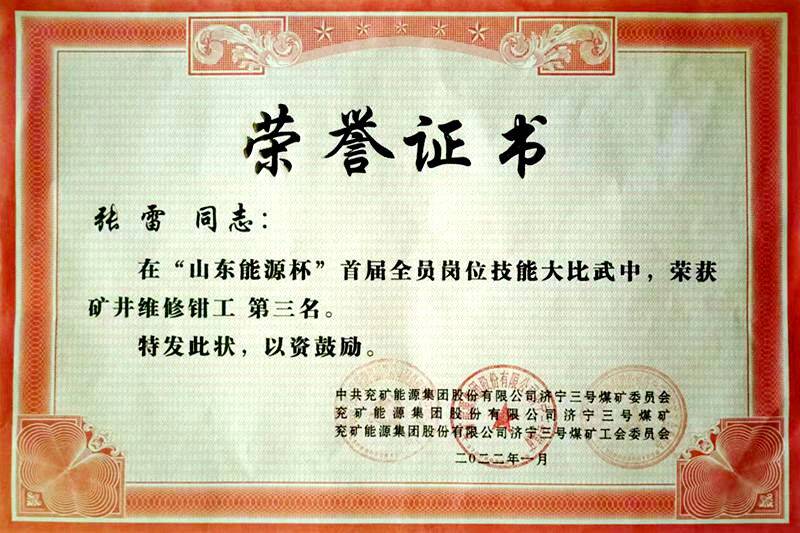 荣誉证书
张雷 同志：
在“山东能源杯”首届全员岗位技能大比武中，荣获
矿井维修钳工 第三名。
特发此状，以资鼓励。
中共兖矿能源集团股份有限公司济宁三号煤矿委员会
兖矿能源集团股份有限公司济宁三号煤矿
兖矿能源集团股份有限公司济宁三号煤矿工会委员会
二〇二二年一月